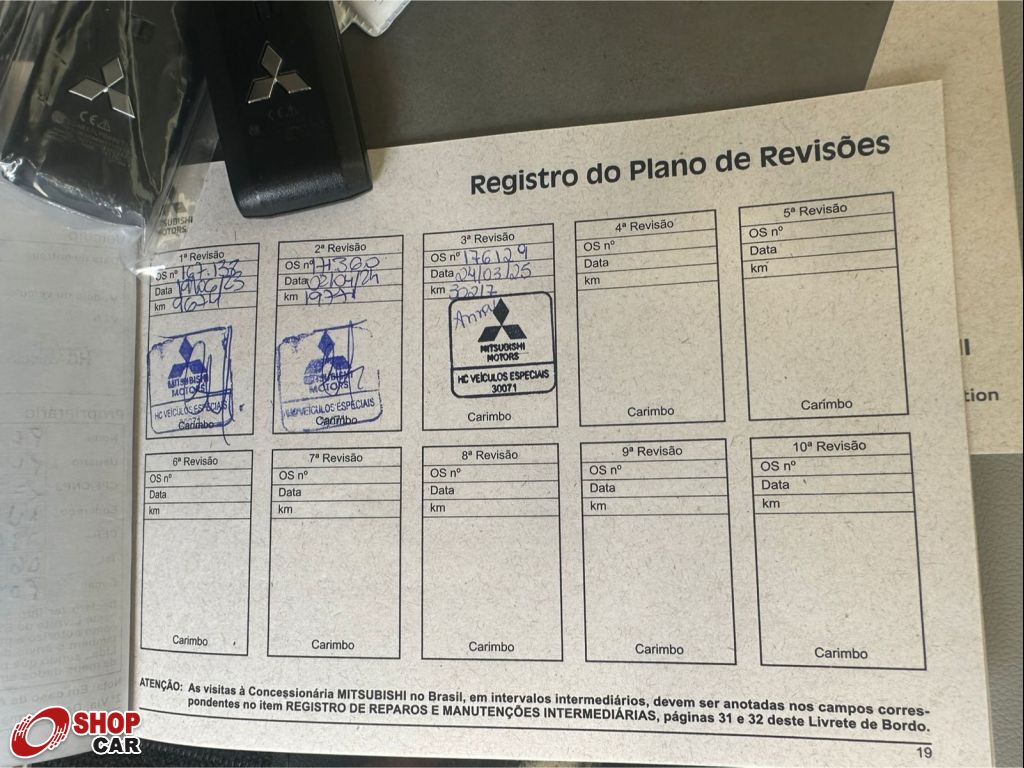 Registro do Plano de Revisões
MITSUBISHI
MOTORS
1ª Revisão
OS nº 167.138
Data 19/06/23
km
MITSUBISHI
MOTORS
HC VEÍCULOS ESPECIAIS
Carimbo
2ª Revisão
OS nº 171360
Data 02/04/24
km
HC VEÍCULOS ESPECIAIS
Carimbo
3ª Revisão
OS nº 176129
Data 24/03/25
km 30217
MITSUBISHI
MOTORS
HC VEÍCULOS ESPECIAIS
30071
Carimbo
4ª Revisão
OS nº
Data
km
Carimbo
5ª Revisão
OS nº
Data
km
Carimbo
6ª Revisão
OS nº
Data
km
Carimbo
7ª Revisão
OS nº
Data
km
Carimbo
8ª Revisão
OS nº
Data
km
Carimbo
9ª Revisão
OS nº
Data
km
Carimbo
10ª Revisão
OS nº
Data
km
Carimbo
ATENÇÃO: As visitas à Concessionária MITSUBISHI no Brasil, em intervalos intermediários, devem ser anotadas nos campos corres-
pondentes no item REGISTRO DE REPAROS E MANUTENÇÕES INTERMEDIÁRIAS, páginas 31 e 32 deste Livrete de Bordo.
19
tion
SHOP
CAR